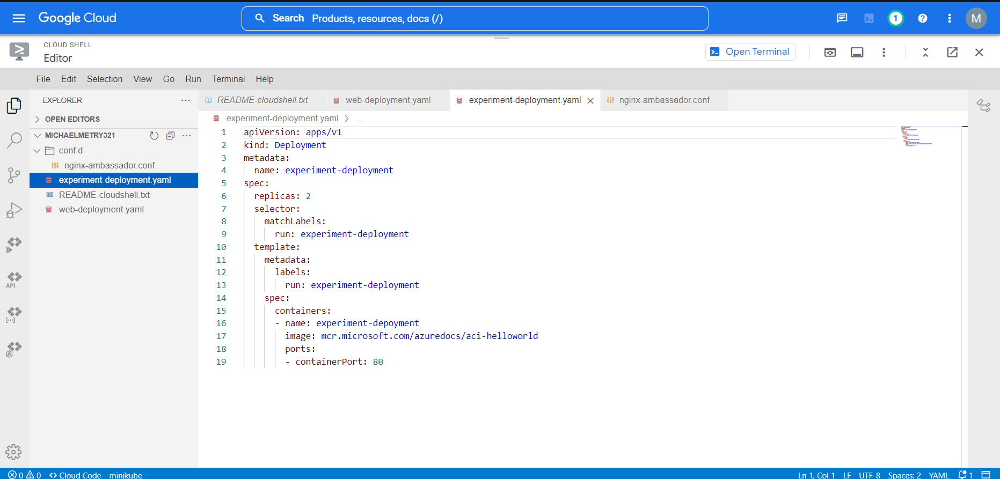 Google Cloud
Search Products, resources, docs (/)
1
M
CLOUD SHELL
Editor
Open Terminal
File Edit Selection View Go Run Terminal Help
EXPLORER
OPEN EDITORS
MICHAELMETRY321
conf.d
nginx-ambassador.conf
experiment-deployment.yaml
README-cloudshell.txt
web-deployment.yaml
API
README-cloudshell.txt web-deployment.yaml experiment-deployment.yaml nginx-ambassador.conf
experiment-deployment.yaml > ...
1 apiVersion: apps/v1
2 kind: Deployment
3 metadata:
4 name: experiment-deployment
5 spec:
6 replicas: 2
7 selector:
8 matchLabels:
9 run: experiment-deployment
10 template:
11 metadata:
12 labels:
13 run: experiment-deployment
14 spec:
15 containers:
16 - name: experiment-depoyment
17 image: mcr.microsoft.com/azuredocs/aci-helloworld
18 ports:
19 - containerPort: 80
0 0 Cloud Code minikube
Ln 1, Col 1 LF UTF-8 Spaces: 2 YAML 1